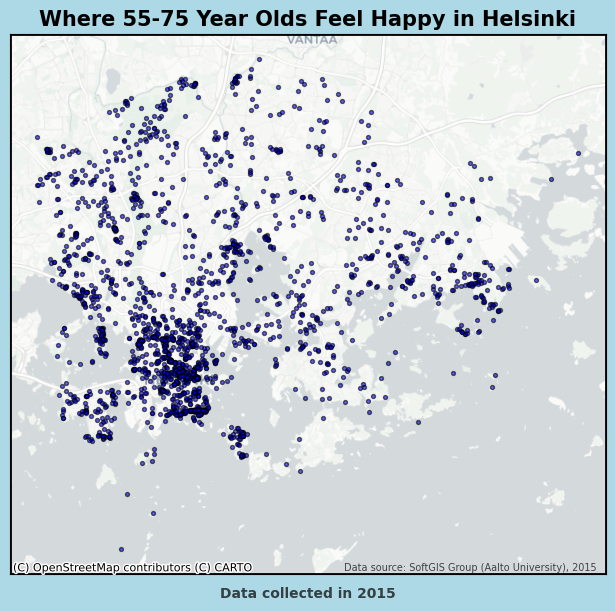 Where 55-75 Year Olds Feel Happy in Helsinki
VANTAA
(C) OpenStreetMap contributors (C) CARTO
Data source: SoftGIS Group (Aalto University), 2015
Data collected in 2015